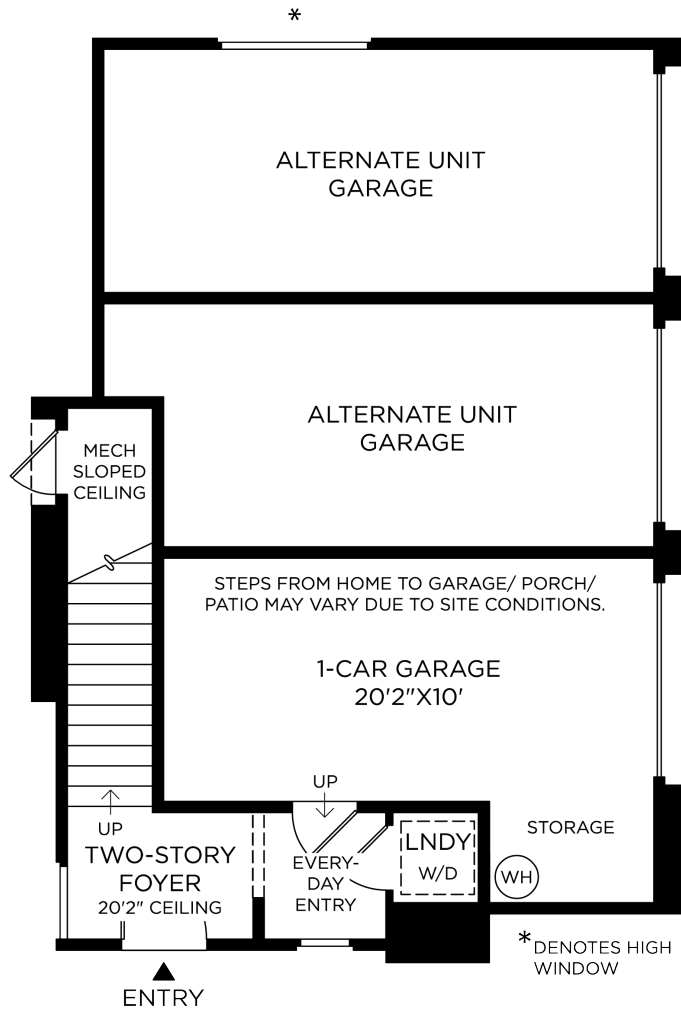 *
ALTERNATE UNIT
GARAGE
ALTERNATE UNIT
GARAGE
MECH
SLOPED
CEILING
STEPS FROM HOME TO GARAGE/ PORCH/
PATIO MAY VARY DUE TO SITE CONDITIONS.
1-CAR GARAGE
20'2"X10'
UP
UP
TWO-STORY
FOYER
20'2" CEILING
EVERY-
DAY
ENTRY
LNDY
W/D
STORAGE
WH
*DENOTES HIGH
WINDOW
ENTRY